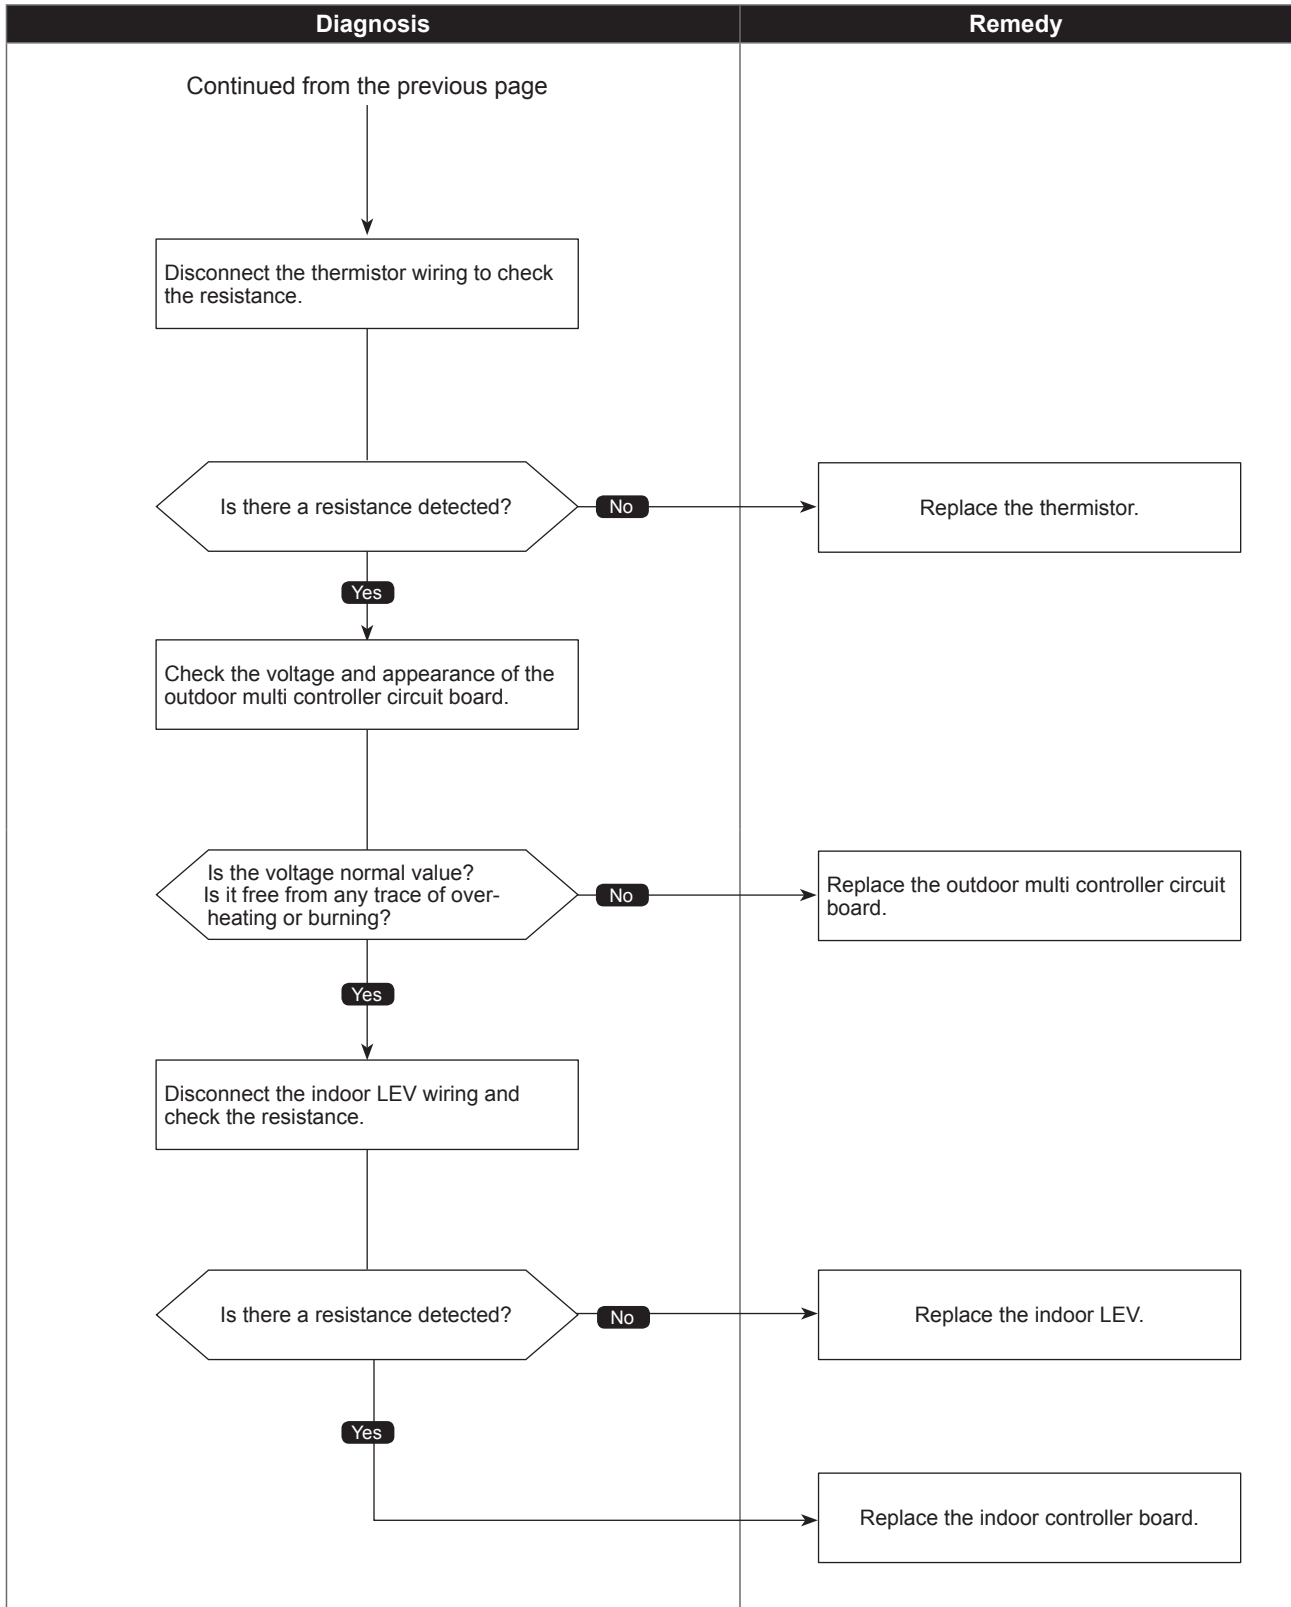 Diagnosis
Remedy
Continued from the previous page
Disconnect the thermistor wiring to check
the resistance.
Is there a resistance detected?
No
Replace the thermistor.
Yes
Check the voltage and appearance of the
outdoor multi controller circuit board.
Is the voltage normal value?
Is it free from any trace of over-
heating or burning?
No
Replace the outdoor multi controller circuit
board.
Yes
Disconnect the indoor LEV wiring and
check the resistance.
Is there a resistance detected?
No
Replace the indoor LEV.
Yes
Replace the indoor controller board.